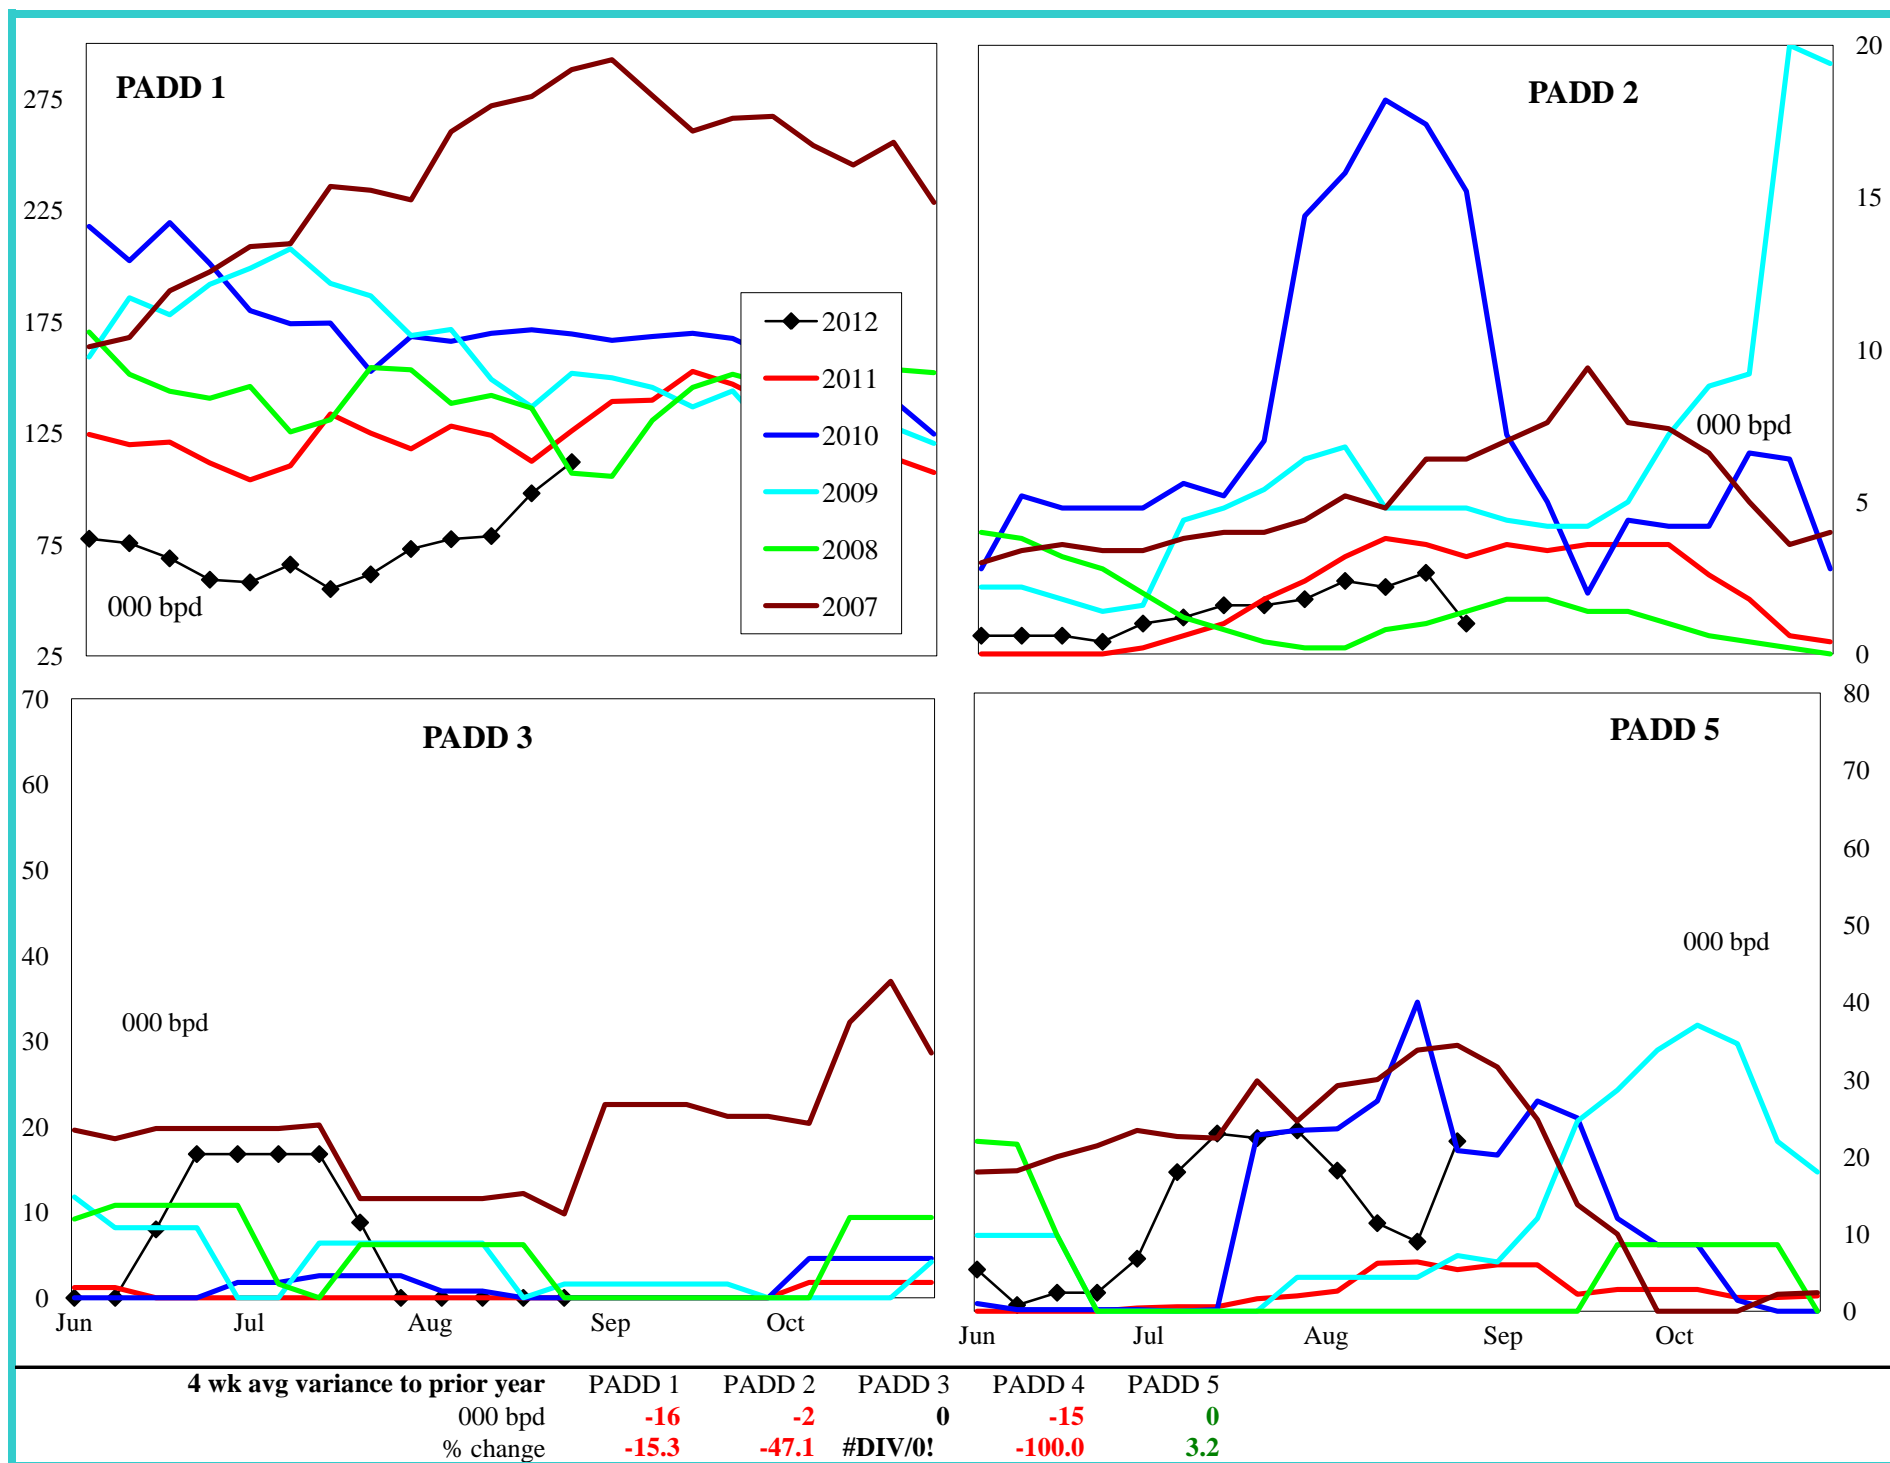 PADD 1
275
225
175
125
75
25
000 bpd
2012
2011
2010
2009
2008
2007
PADD 2
20
15
10
5
0
000 bpd
PADD 3
70
60
50
40
30
20
10
0
000 bpd
Jun Jul Aug Sep Oct
PADD 5
80
70
60
50
40
30
20
10
0
000 bpd
Jun Jul Aug Sep Oct
4 wk avg variance to prior year PADD 1 PADD 2 PADD 3 PADD 4 PADD 5
000 bpd -16 -2 0 -15 0
% change -15.3 -47.1 #DIV/0! -100.0 3.2